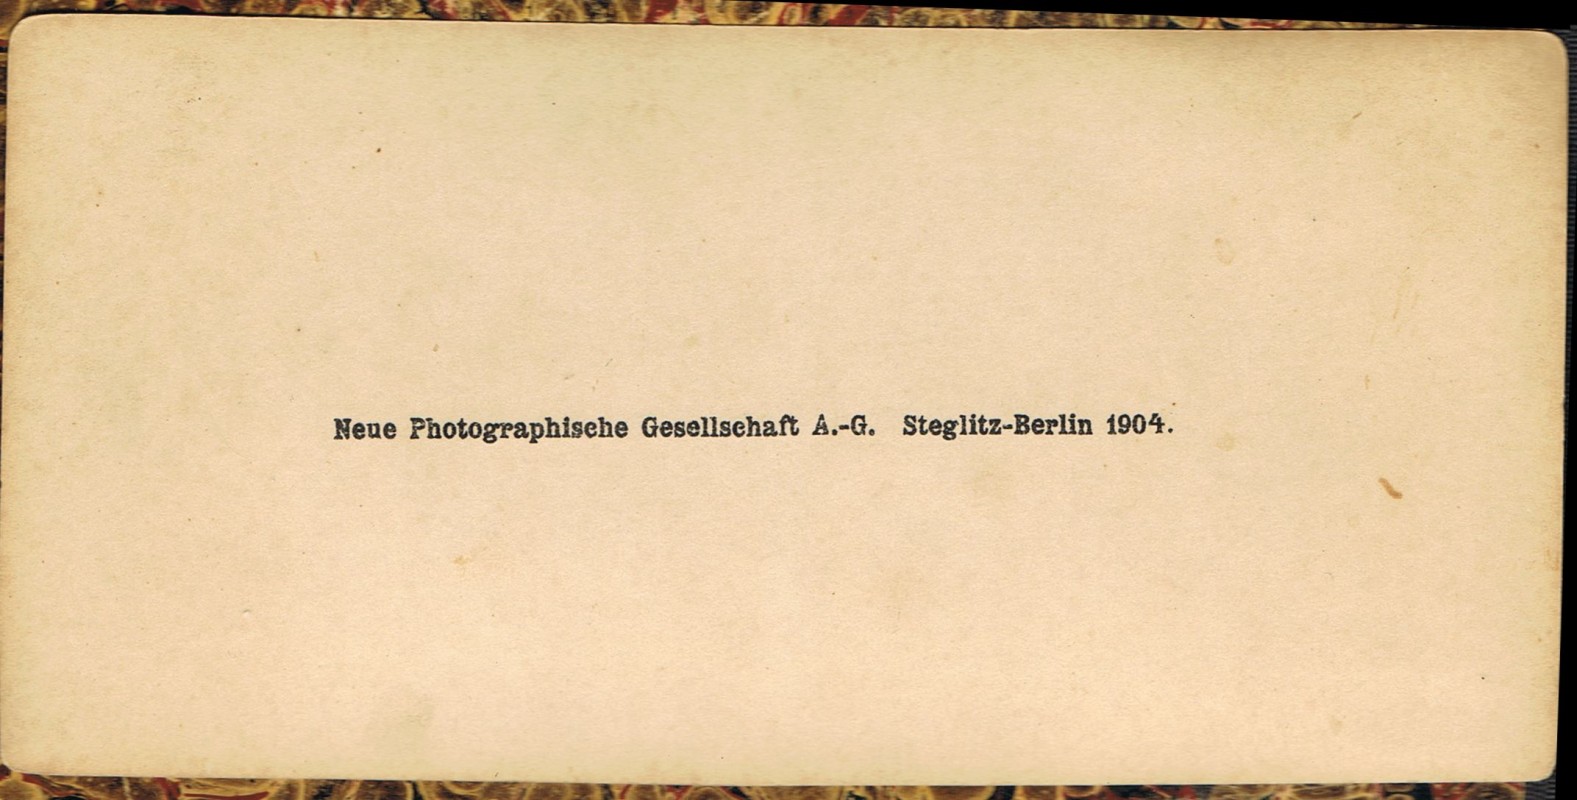 Neue Photographische Gesellschaft A.-G. Steglitz-Berlin 1904.